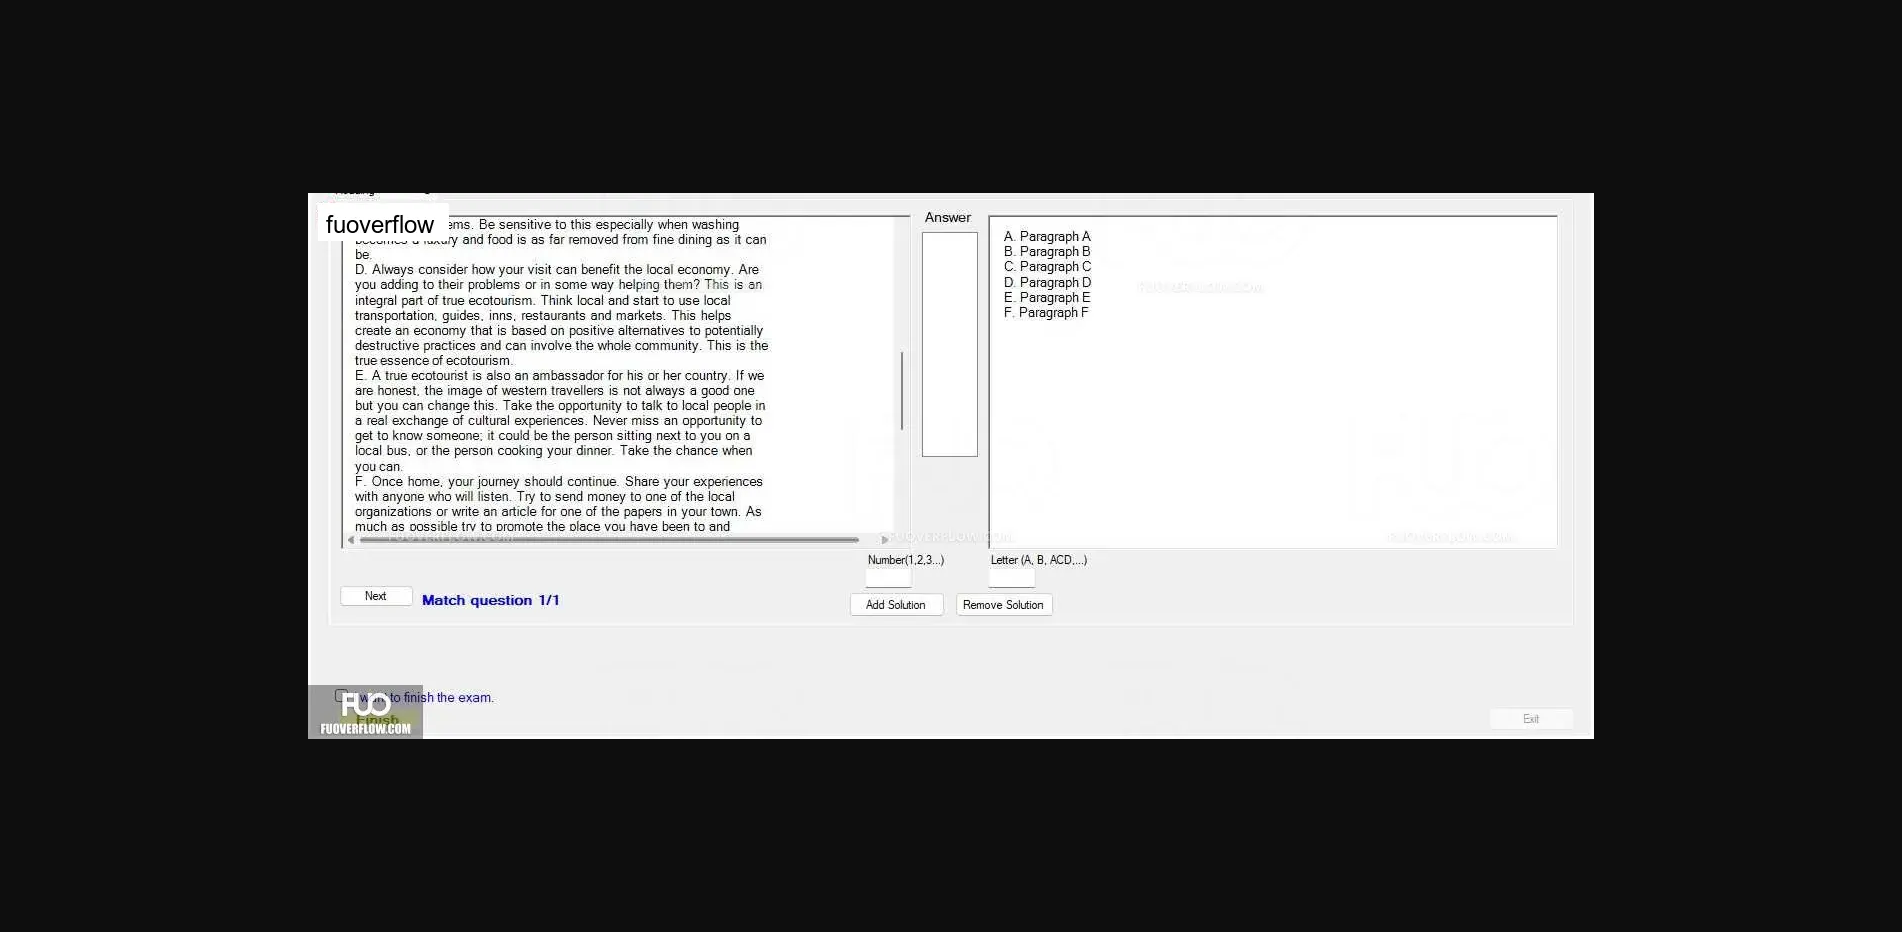 fuoverflow
ems. Be sensitive to this especially when washing
becomes a luxury and food is as far removed from fine dining as it can
be.
D. Always consider how your visit can benefit the local economy. Are
you adding to their problems or in some way helping them? This is an
integral part of true ecotourism. Think local and start to use local
transportation, guides, inns, restaurants and markets. This helps
create an economy that is based on positive alternatives to potentially
destructive practices and can involve the whole community. This is the
true essence of ecotourism.
E. A true ecotourist is also an ambassador for his or her country. If we
are honest, the image of western travellers is not always a good one
but you can change this. Take the opportunity to talk to local people in
a real exchange of cultural experiences. Never miss an opportunity to
get to know someone; it could be the person sitting next to you on a
local bus, or the person cooking your dinner. Take the chance when
you can.
F. Once home, your journey should continue. Share your experiences
with anyone who will listen. Try to send money to one of the local
organizations or write an article for one of the papers in your town. As
much as possible try to promote the place you have been to and
Answer
A. Paragraph A
B. Paragraph B
C. Paragraph C
D. Paragraph D
E. Paragraph E
F. Paragraph F
FUOVERFLOW.COM
FUOVERFLOW.COM
FUOVERFLOW.COM
FUOVERFLOW.COM
Number(1,2,3...)
Letter (A, B, ACD,...)
Next
Match question 1/1
Add Solution
Remove Solution
want to finish the exam.
Finish
FUO
FUOVERFLOW.COM
Exit